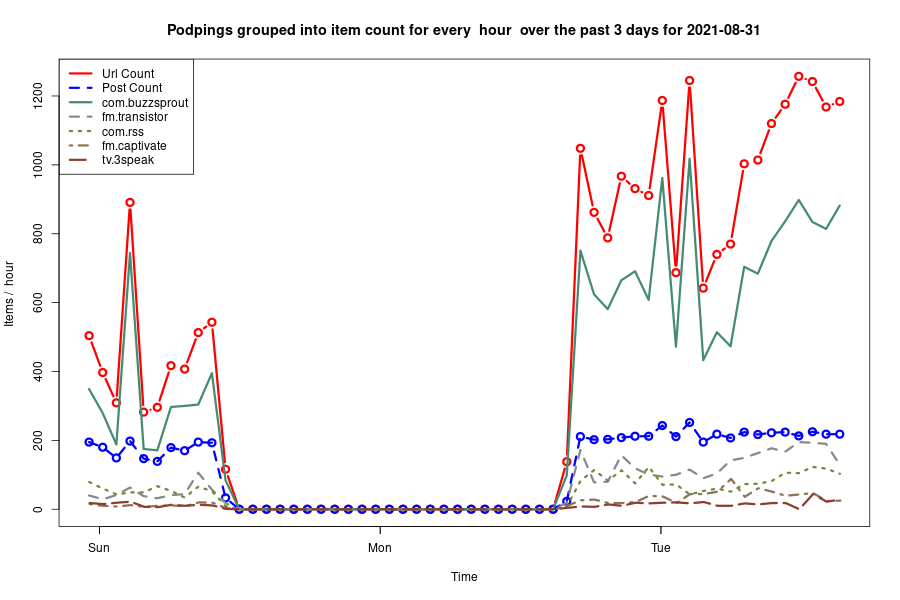 Podpings grouped into item count for every  hour  over the past 3 days for 2021-08-31
Url Count
Post Count
com.buzzsprout
fm.transistor
com.rss
fm.captivate
tv.3speak
Items /  hour
0
200
400
600
800
1000
1200
Sun
Mon
Tue
Time